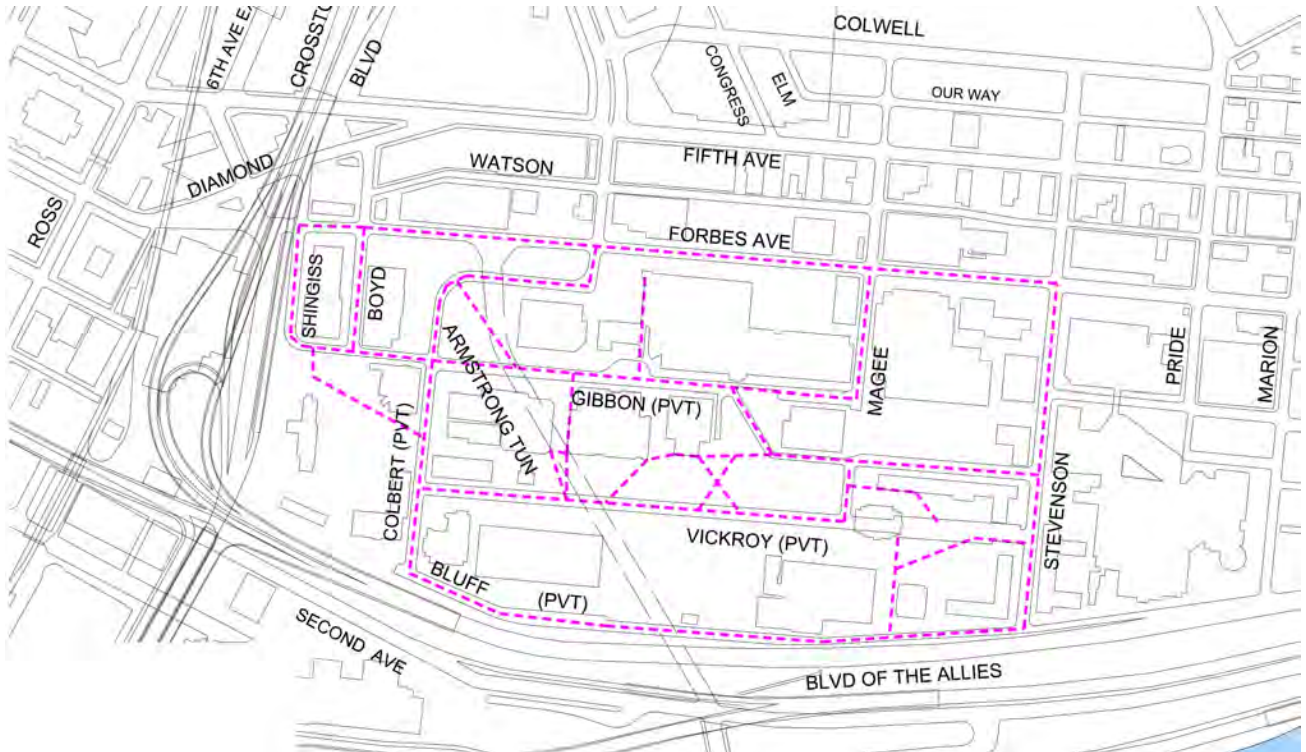 COLWELL
6TH AVE
CROSSTO
BLVD
CONGRESS
ELM
OUR WAY
DIAMOND
WATSON
FIFTH AVE
ROSS
FORBES AVE
SHINGISS
BOYD
ARMSTRONG TUN
MAGEE
PRIDE
MARION
GIBBON (PVT)
COLBERT (PVT)
STEVENSON
VICKROY (PVT)
BLUFF
(PVT)
SECOND AVE
BLVD OF THE ALLIES